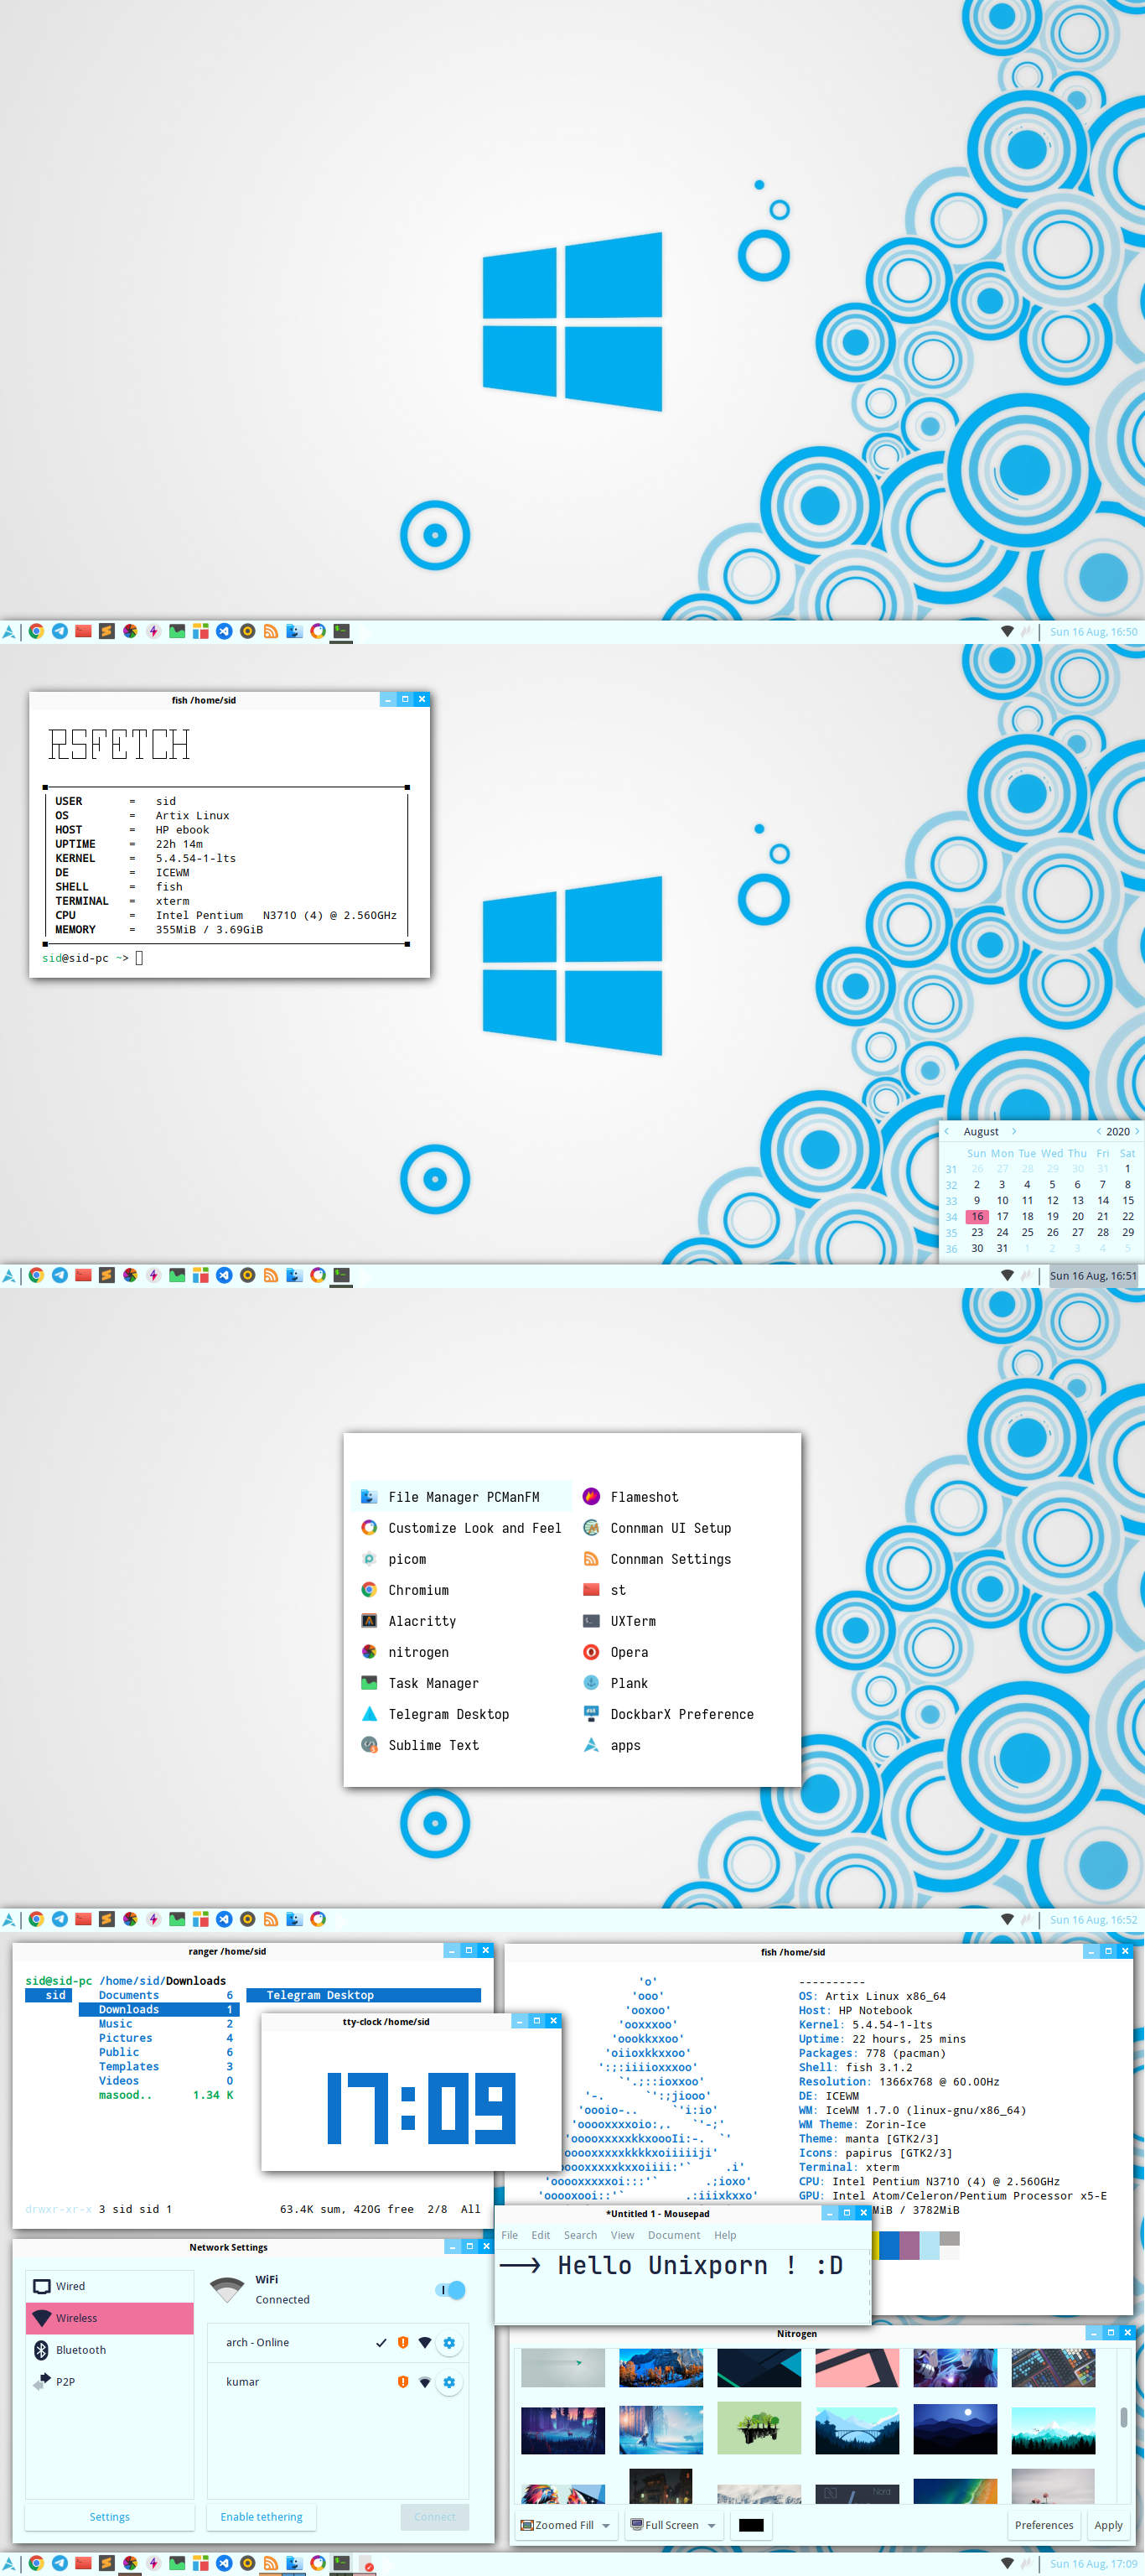 Sun 16 Aug, 16:50
fish /home/sid
RSFETCH
USER = sid
OS = Artix Linux
HOST = HP ebook
UPTIME = 22h 14m
KERNEL = 5.4.54-1-lts
DE = ICEWM
SHELL = fish
TERMINAL = xterm
CPU = Intel Pentium N3710 (4) @ 2.560GHz
MEMORY = 355MiB / 3.69GiB
sid@sid-pc ~>
August 2020
Sun Mon Tue Wed Thu Fri Sat
31 26 27 28 29 30 31 1
32 2 3 4 5 6 7 8
33 9 10 11 12 13 14 15
34 16 17 18 19 20 21 22
35 23 24 25 26 27 28 29
36 30 31 1 2 3 4 5
Sun 16 Aug, 16:51
File Manager PCManFM
Customize Look and Feel
picom
Chromium
Alacritty
nitrogen
Task Manager
Telegram Desktop
Sublime Text
Flameshot
Connman UI Setup
Connman Settings
st
UXTerm
Opera
Plank
DockbarX Preference
apps
Sun 16 Aug, 16:52
ranger /home/sid
sid@sid-pc /home/sid/Downloads
sid Documents 6 Telegram Desktop
Downloads 1
Music 2
Pictures 4
Public 6
Templates 3
Videos 0
masood.. 1.34 K
drwxr-xr-x 3 sid sid 1 63.4K sum, 420G free 2/8 All
tty-clock /home/sid
17:09
fish /home/sid
----------
OS: Artix Linux x86_64
Host: HP Notebook
Kernel: 5.4.54-1-lts
Uptime: 22 hours, 25 mins
Packages: 778 (pacman)
Shell: fish 3.1.2
Resolution: 1366x768 @ 60.00Hz
DE: ICEWM
WM: IceWM 1.7.0 (linux-gnu/x86_64)
WM Theme: Zorin-Ice
Theme: manta [GTK2/3]
Icons: papirus [GTK2/3]
Terminal: xterm
CPU: Intel Pentium N3710 (4) @ 2.560GHz
GPU: Intel Atom/Celeron/Pentium Processor x5-E
MiB / 3782MiB
*Untitled 1 - Mousepad
File Edit Search View Document Help
—> Hello Unixporn ! :D
Network Settings
Wired
Wireless
Bluetooth
P2P
WiFi
Connected
arch - Online
kumar
Settings
Enable tethering
Connect
Nitrogen
Nord
Zoomed Fill
Full Screen
Preferences
Apply
Sun 16 Aug, 17:09